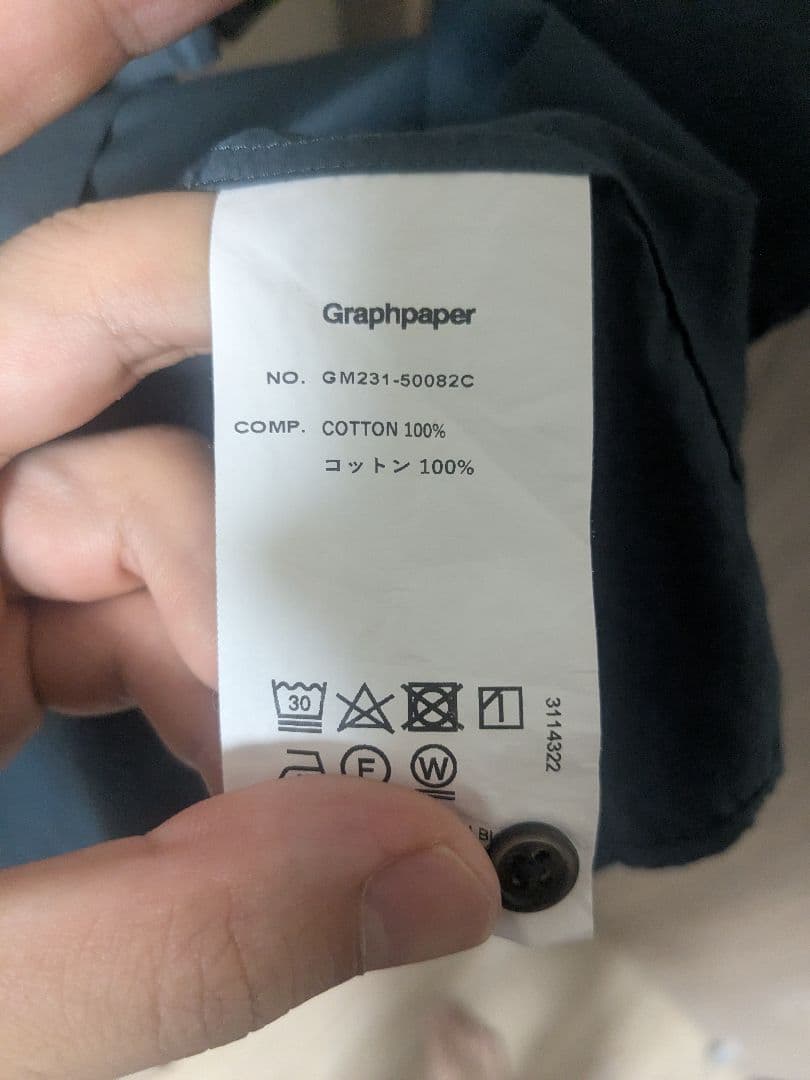 Graphpaper
NO. GM231-50082C
COMP. COTTON 100%
コットン 100%
30
3114322
F
W